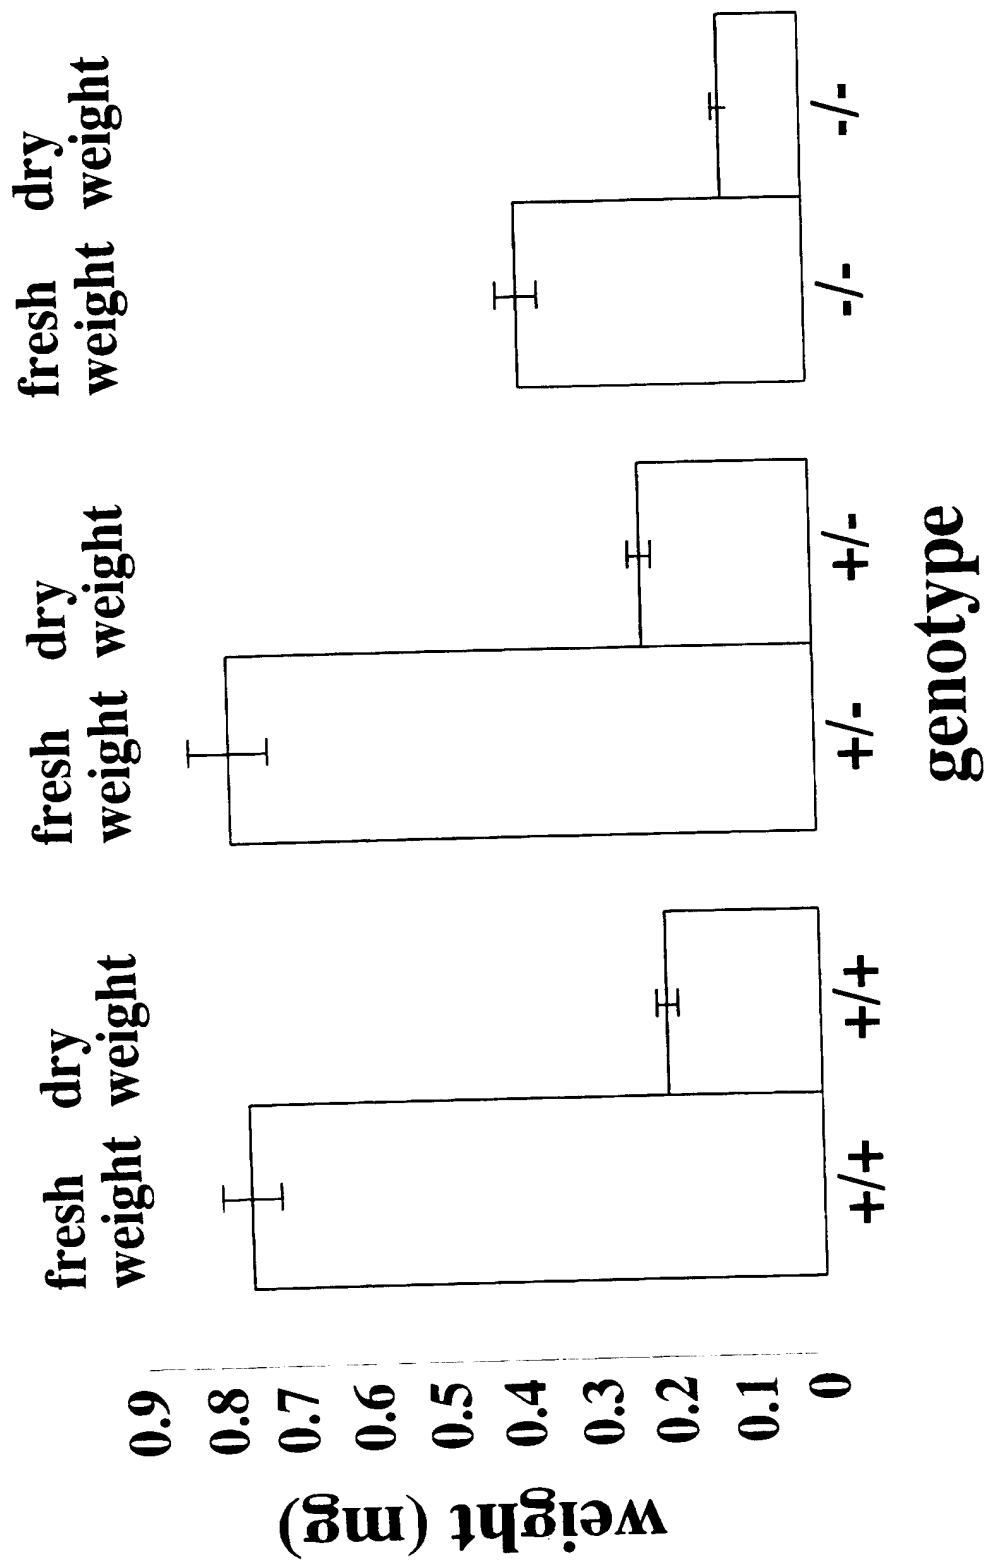 weight (mg)
0.9
0.8
0.7
0.6
0.5
0.4
0.3
0.2
0.1
0
fresh
weight
dry
weight
fresh
weight
dry
weight
fresh
weight
dry
weight
+/+
+/+
+/-
+/-
-/-
-/-
genotype